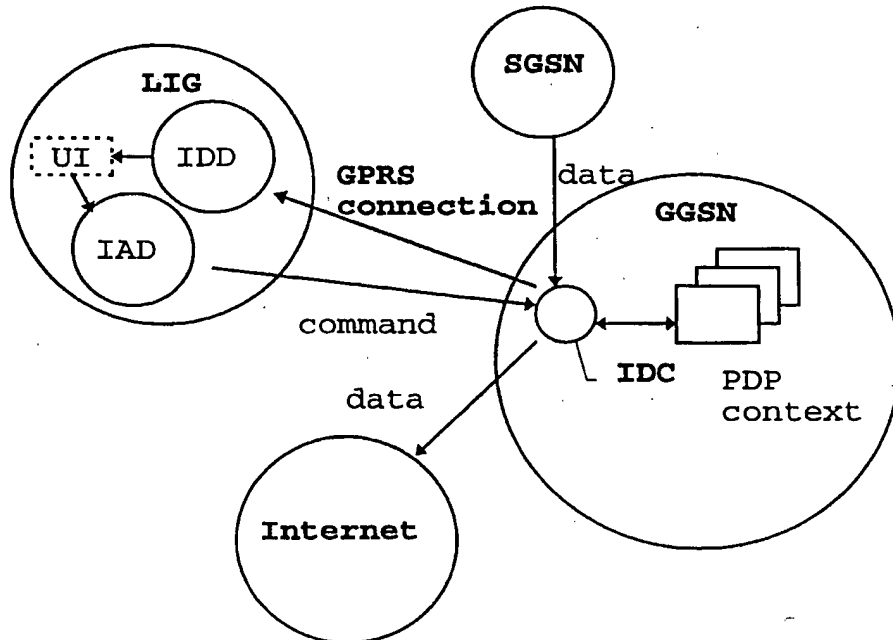 SGSN
LIG
UI
IDD
GPRS
connection
data
GGSN
IAD
command
IDC
PDP
context
data
Internet